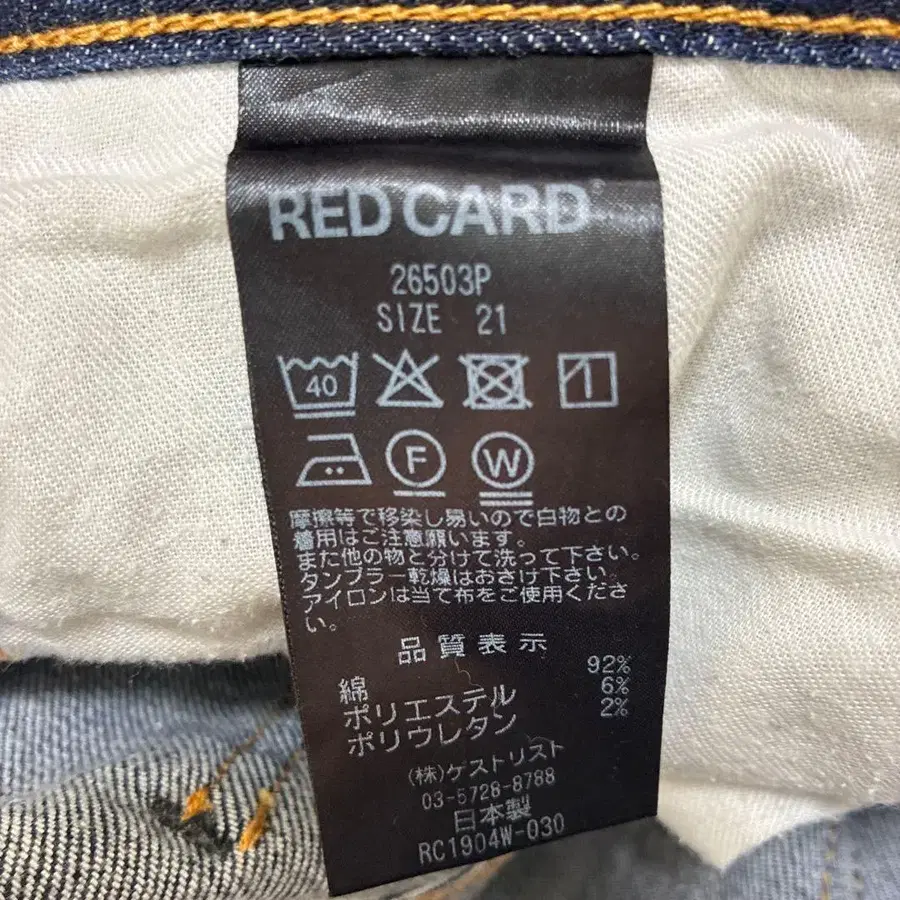 RED CARD
26503P
SIZE 21
40
F W
摩擦等で移染し易いので白物との
着用はご注意願います。
また他の物と分けて洗って下さい。
タンブラー乾燥はおさけ下さい。
アイロンは当て布をご使用くださ
い。
品質表示
綿 92%
ポリエステル 6%
ポリウレタン 2%
(株)ゲストリスト
03-5728-8788
日本製
RC1904W-030